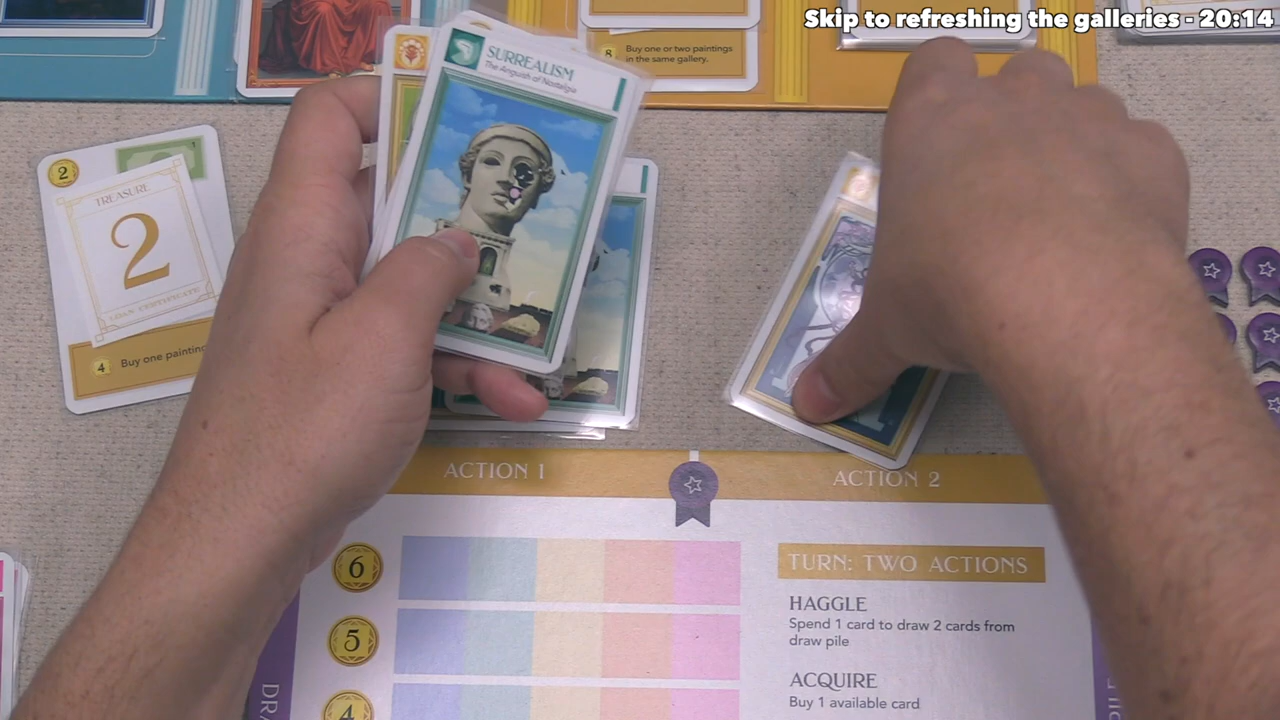 Skip to refreshing the galleries - 20:14
8 Buy one or two paintings
in the same gallery.
SURREALISM
The Anguish of Nostalgia
2
TREASURE
2
LOAN CERTIFICATE
4 Buy one painting
ACTION 1
ACTION 2
6
TURN: TWO ACTIONS
HAGGLE
Spend 1 card to draw 2 cards from
draw pile
5
ACQUIRE
Buy 1 available card
4